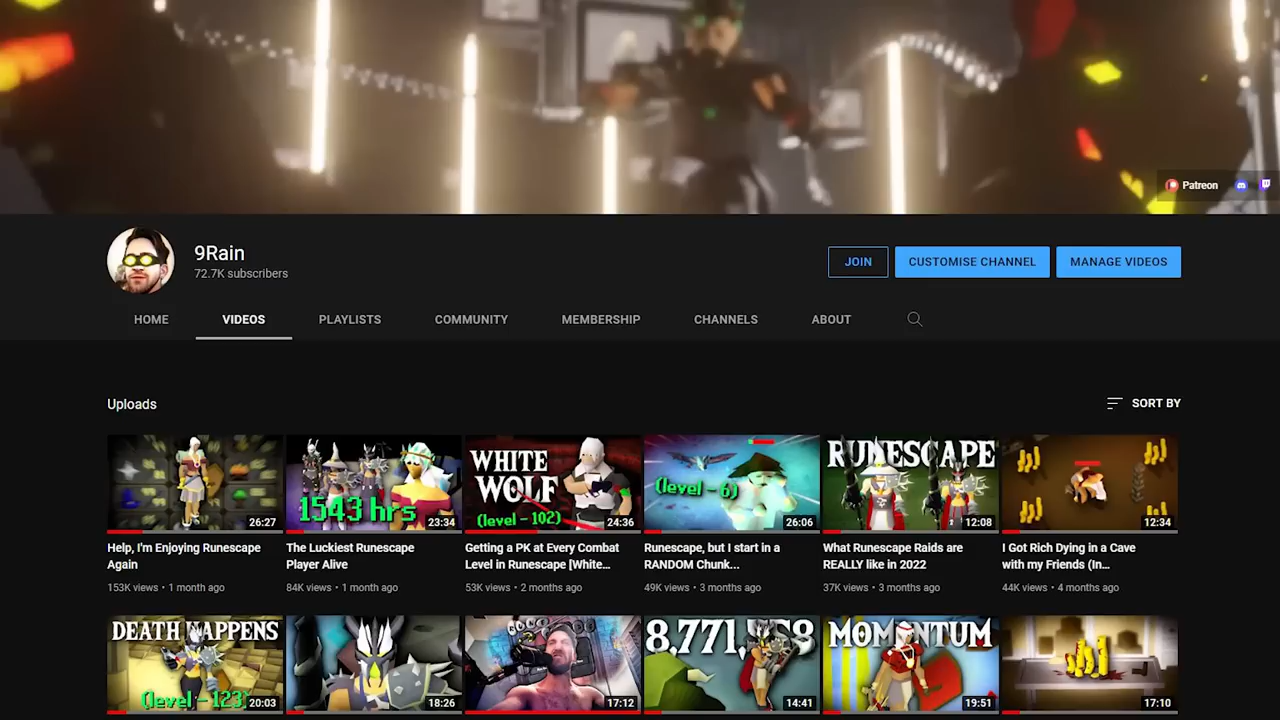 Patreon
9Rain
72.7K subscribers
JOIN
CUSTOMISE CHANNEL
MANAGE VIDEOS
HOME
VIDEOS
PLAYLISTS
COMMUNITY
MEMBERSHIP
CHANNELS
ABOUT
Uploads
SORT BY
26:27
1543 hrs
23:34
WHITE
WOLF
(level - 102)
24:36
(level - 6)
26:06
RUNESCAPE
12:08
12:34
Help, I'm Enjoying Runescape
Again
153K views • 1 month ago
The Luckiest Runescape
Player Alive
84K views • 1 month ago
Getting a PK at Every Combat
Level in Runescape [White...
53K views • 2 months ago
Runescape, but I start in a
RANDOM Chunk...
49K views • 3 months ago
What Runescape Raids are
REALLY like in 2022
37K views • 3 months ago
I Got Rich Dying in a Cave
with my Friends (In...
44K views • 4 months ago
DEATH HAPPENS
(level - 123)
20:03
18:26
17:12
14:41
MOMENTUM
19:51
17:10